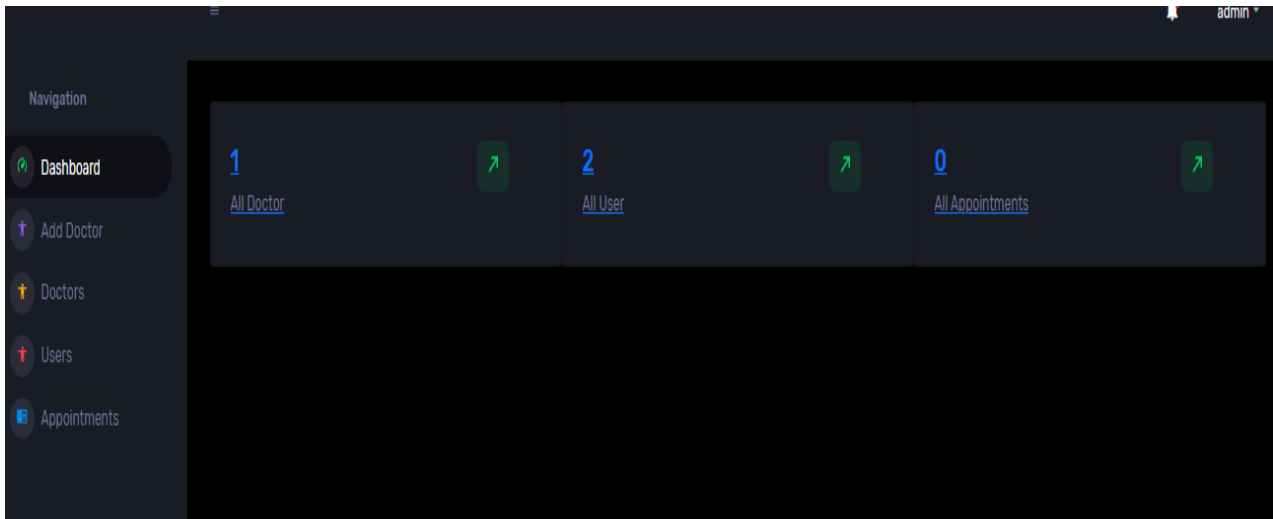 admin
Navigation
Dashboard
Add Doctor
Doctors
Users
Appointments
1
All Doctor
2
All User
0
All Appointments